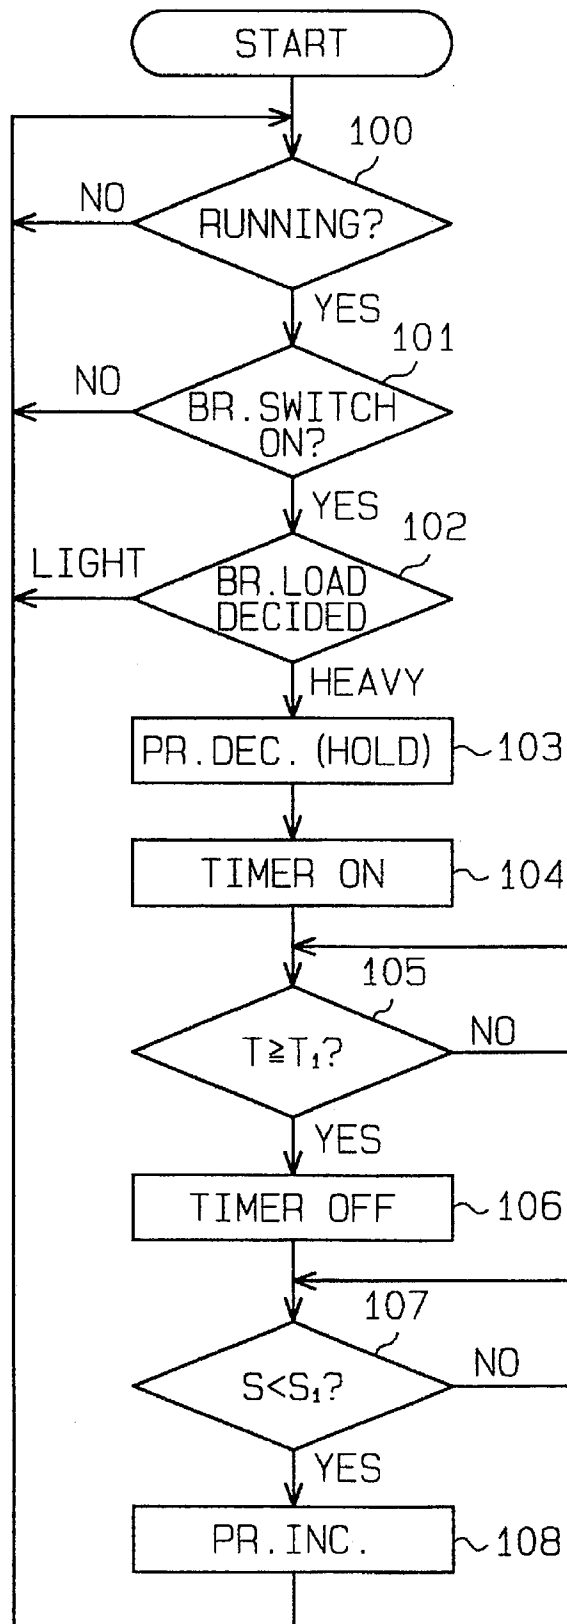 START
100
NO
RUNNING?
YES
101
NO
BR.SWITCH
ON?
YES
102
LIGHT
BR.LOAD
DECIDED
HEAVY
PR.DEC.(HOLD)
103
TIMER ON
104
105
T≧T₁?
NO
YES
TIMER OFF
106
107
S<S₁?
NO
YES
PR.INC.
108